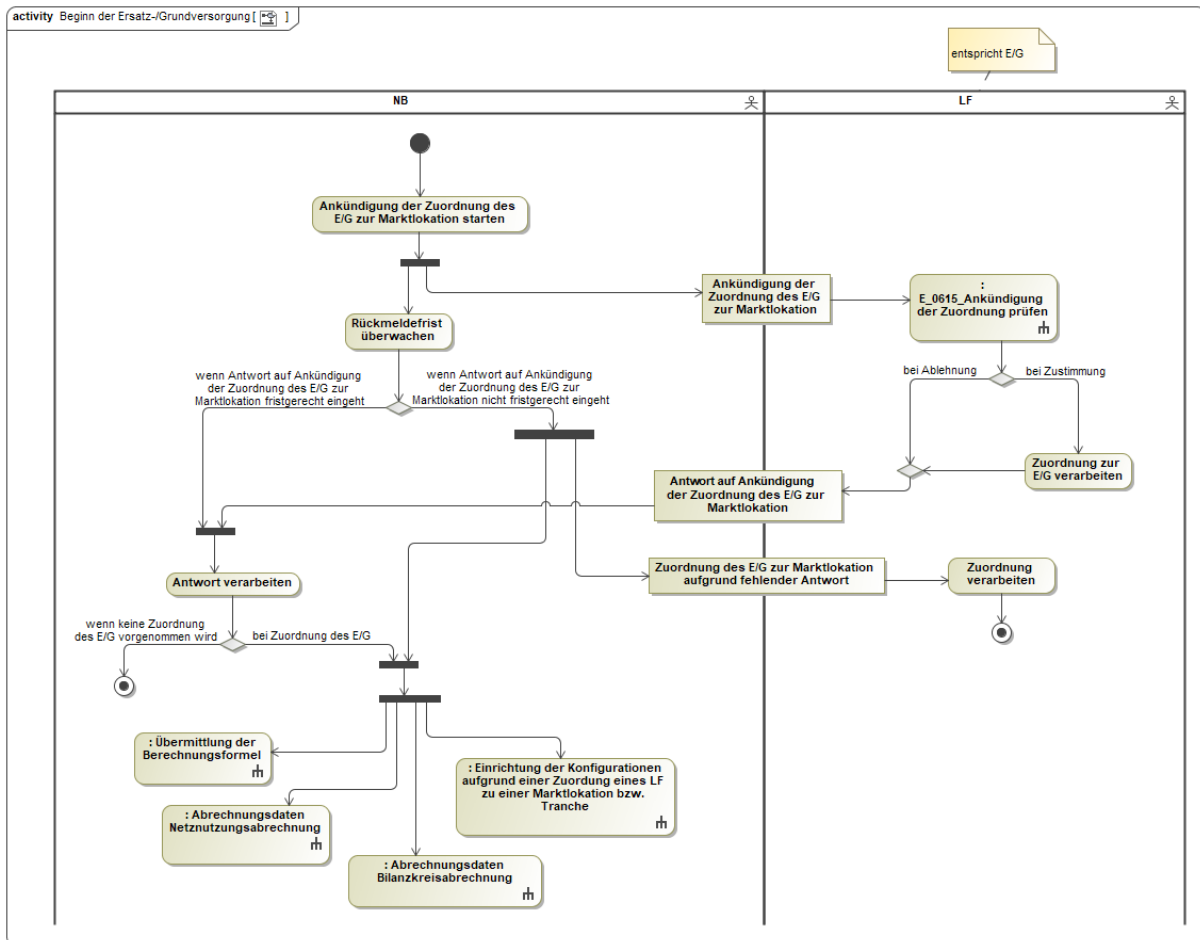 activity Beginn der Ersatz-/Grundversorgung [ ]
entspricht E/G
NB
LF
Ankündigung der Zuordnung des
E/G zur Marktlokation starten
Ankündigung der
Zuordnung des E/G
zur Marktlokation
:
E_0615_Ankündigung
der Zuordnung prüfen
Rückmeldefrist
überwachen
wenn Antwort auf Ankündigung
der Zuordnung des E/G zur
Marktlokation fristgerecht eingeht
wenn Antwort auf Ankündigung
der Zuordnung des E/G zur
Marktlokation nicht fristgerecht eingeht
bei Ablehnung
bei Zustimmung
Zuordnung zur
E/G verarbeiten
Antwort auf Ankündigung
der Zuordnung des E/G zur
Marktlokation
Antwort verarbeiten
Zuordnung des E/G zur Marktlokation
aufgrund fehlender Antwort
Zuordnung
verarbeiten
wenn keine Zuordnung
des E/G vorgenommen wird
bei Zuordnung des E/G
: Übermittlung der
Berechnungsformel
: Einrichtung der Konfigurationen
aufgrund einer Zuordung eines LF
zu einer Marktlokation bzw.
Tranche
: Abrechnungsdaten
Netznutzungsabrechnung
: Abrechnungsdaten
Bilanzkreisabrechnung